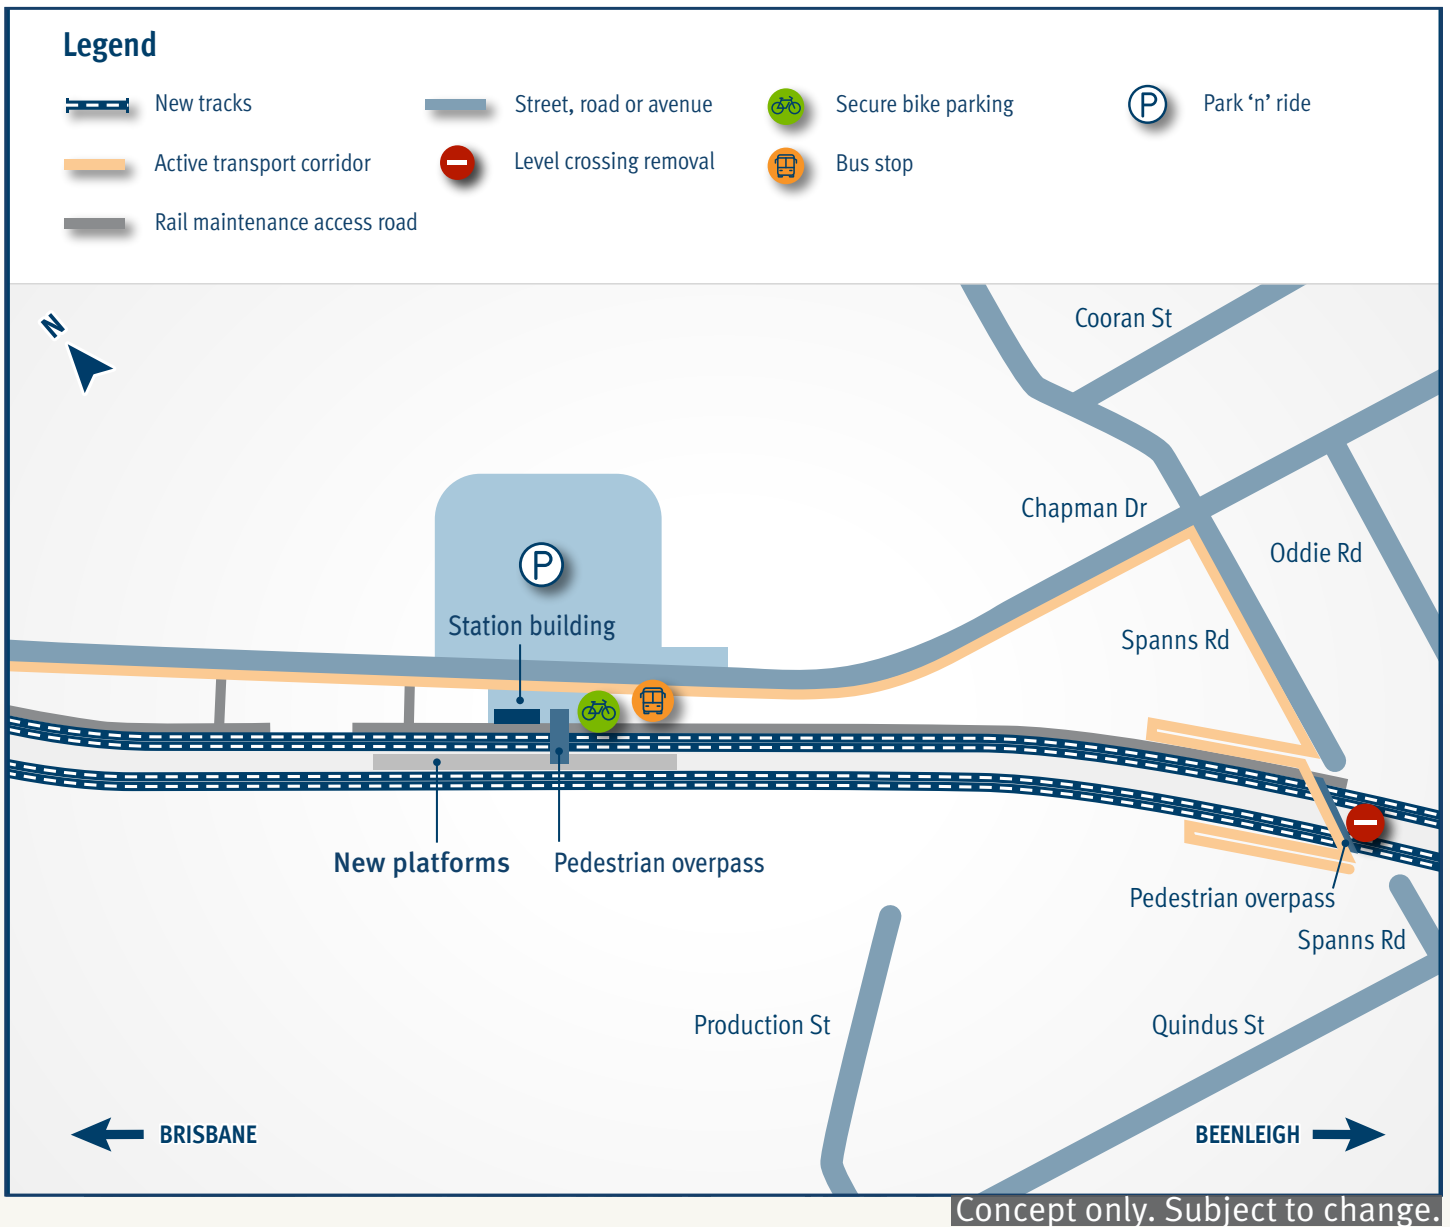 Legend
New tracks
Street, road or avenue
Secure bike parking
P
Park ‘n’ ride
Active transport corridor
Level crossing removal
Bus stop
Rail maintenance access road
N
Cooran St
Chapman Dr
Oddie Rd
P
Station building
Spanns Rd
New platforms
Pedestrian overpass
Pedestrian overpass
Spanns Rd
Production St
Quindus St
BRISBANE
BEENLEIGH
Concept only. Subject to change.